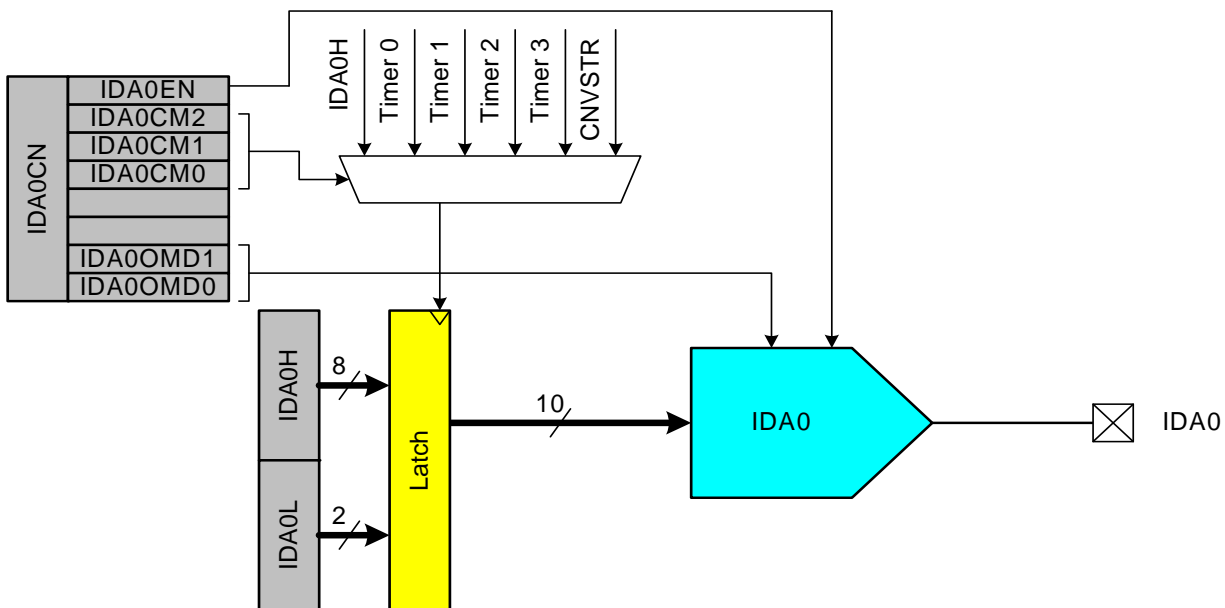 IDA0CN
IDA0EN
IDA0CM2
IDA0CM1
IDA0CM0
IDA0OMD1
IDA0OMD0
IDA0H
Timer 0
Timer 1
Timer 2
Timer 3
CNVSTR
IDA0H
IDA0L
8
2
Latch
10
IDA0
IDA0